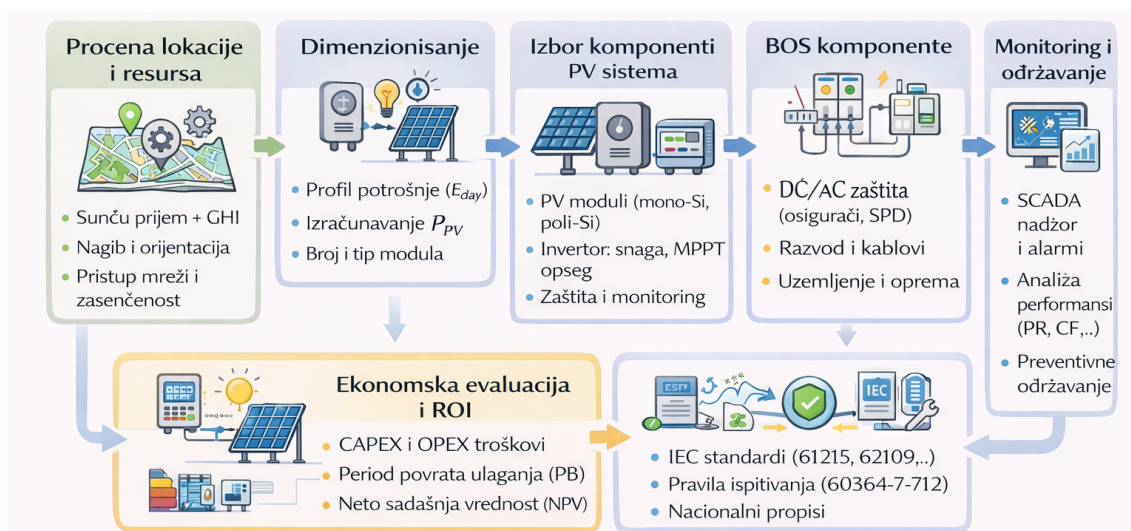 Procena lokacije
i resursa
Sunču prijem + GHI
Nagib i orijentacija
Pristup mreži i
zasenčenost
Dimenzionisanje
Profil potrošnje (E_day)
Izračunavanje P_PV
Broj i tip modula
Izbor komponenti
PV sistema
PV moduli (mono-Si,
poli-Si)
Invertor: snaga, MPPT
opseg
Zaštita i monitoring
BOS komponente
DĆ/AC zaštita
(osigurači, SPD)
Razvod i kablovi
Uzemljenje i oprema
Monitoring i
održavanje
SCADA
nadżor
i alarmi
Analiża
performansi
(PR, CF,..)
Preventivne
održavanje
Ekonomska evaluacija
i ROI
CAPEX i OPEX troškovi
Period povrata ulaganja (PB)
Neto sadašnja vrednost (NPV)
IEC
IEC standardi (61215, 62109,..)
Pravila ispitivanja (60364-7-712)
Nacionalni propisi